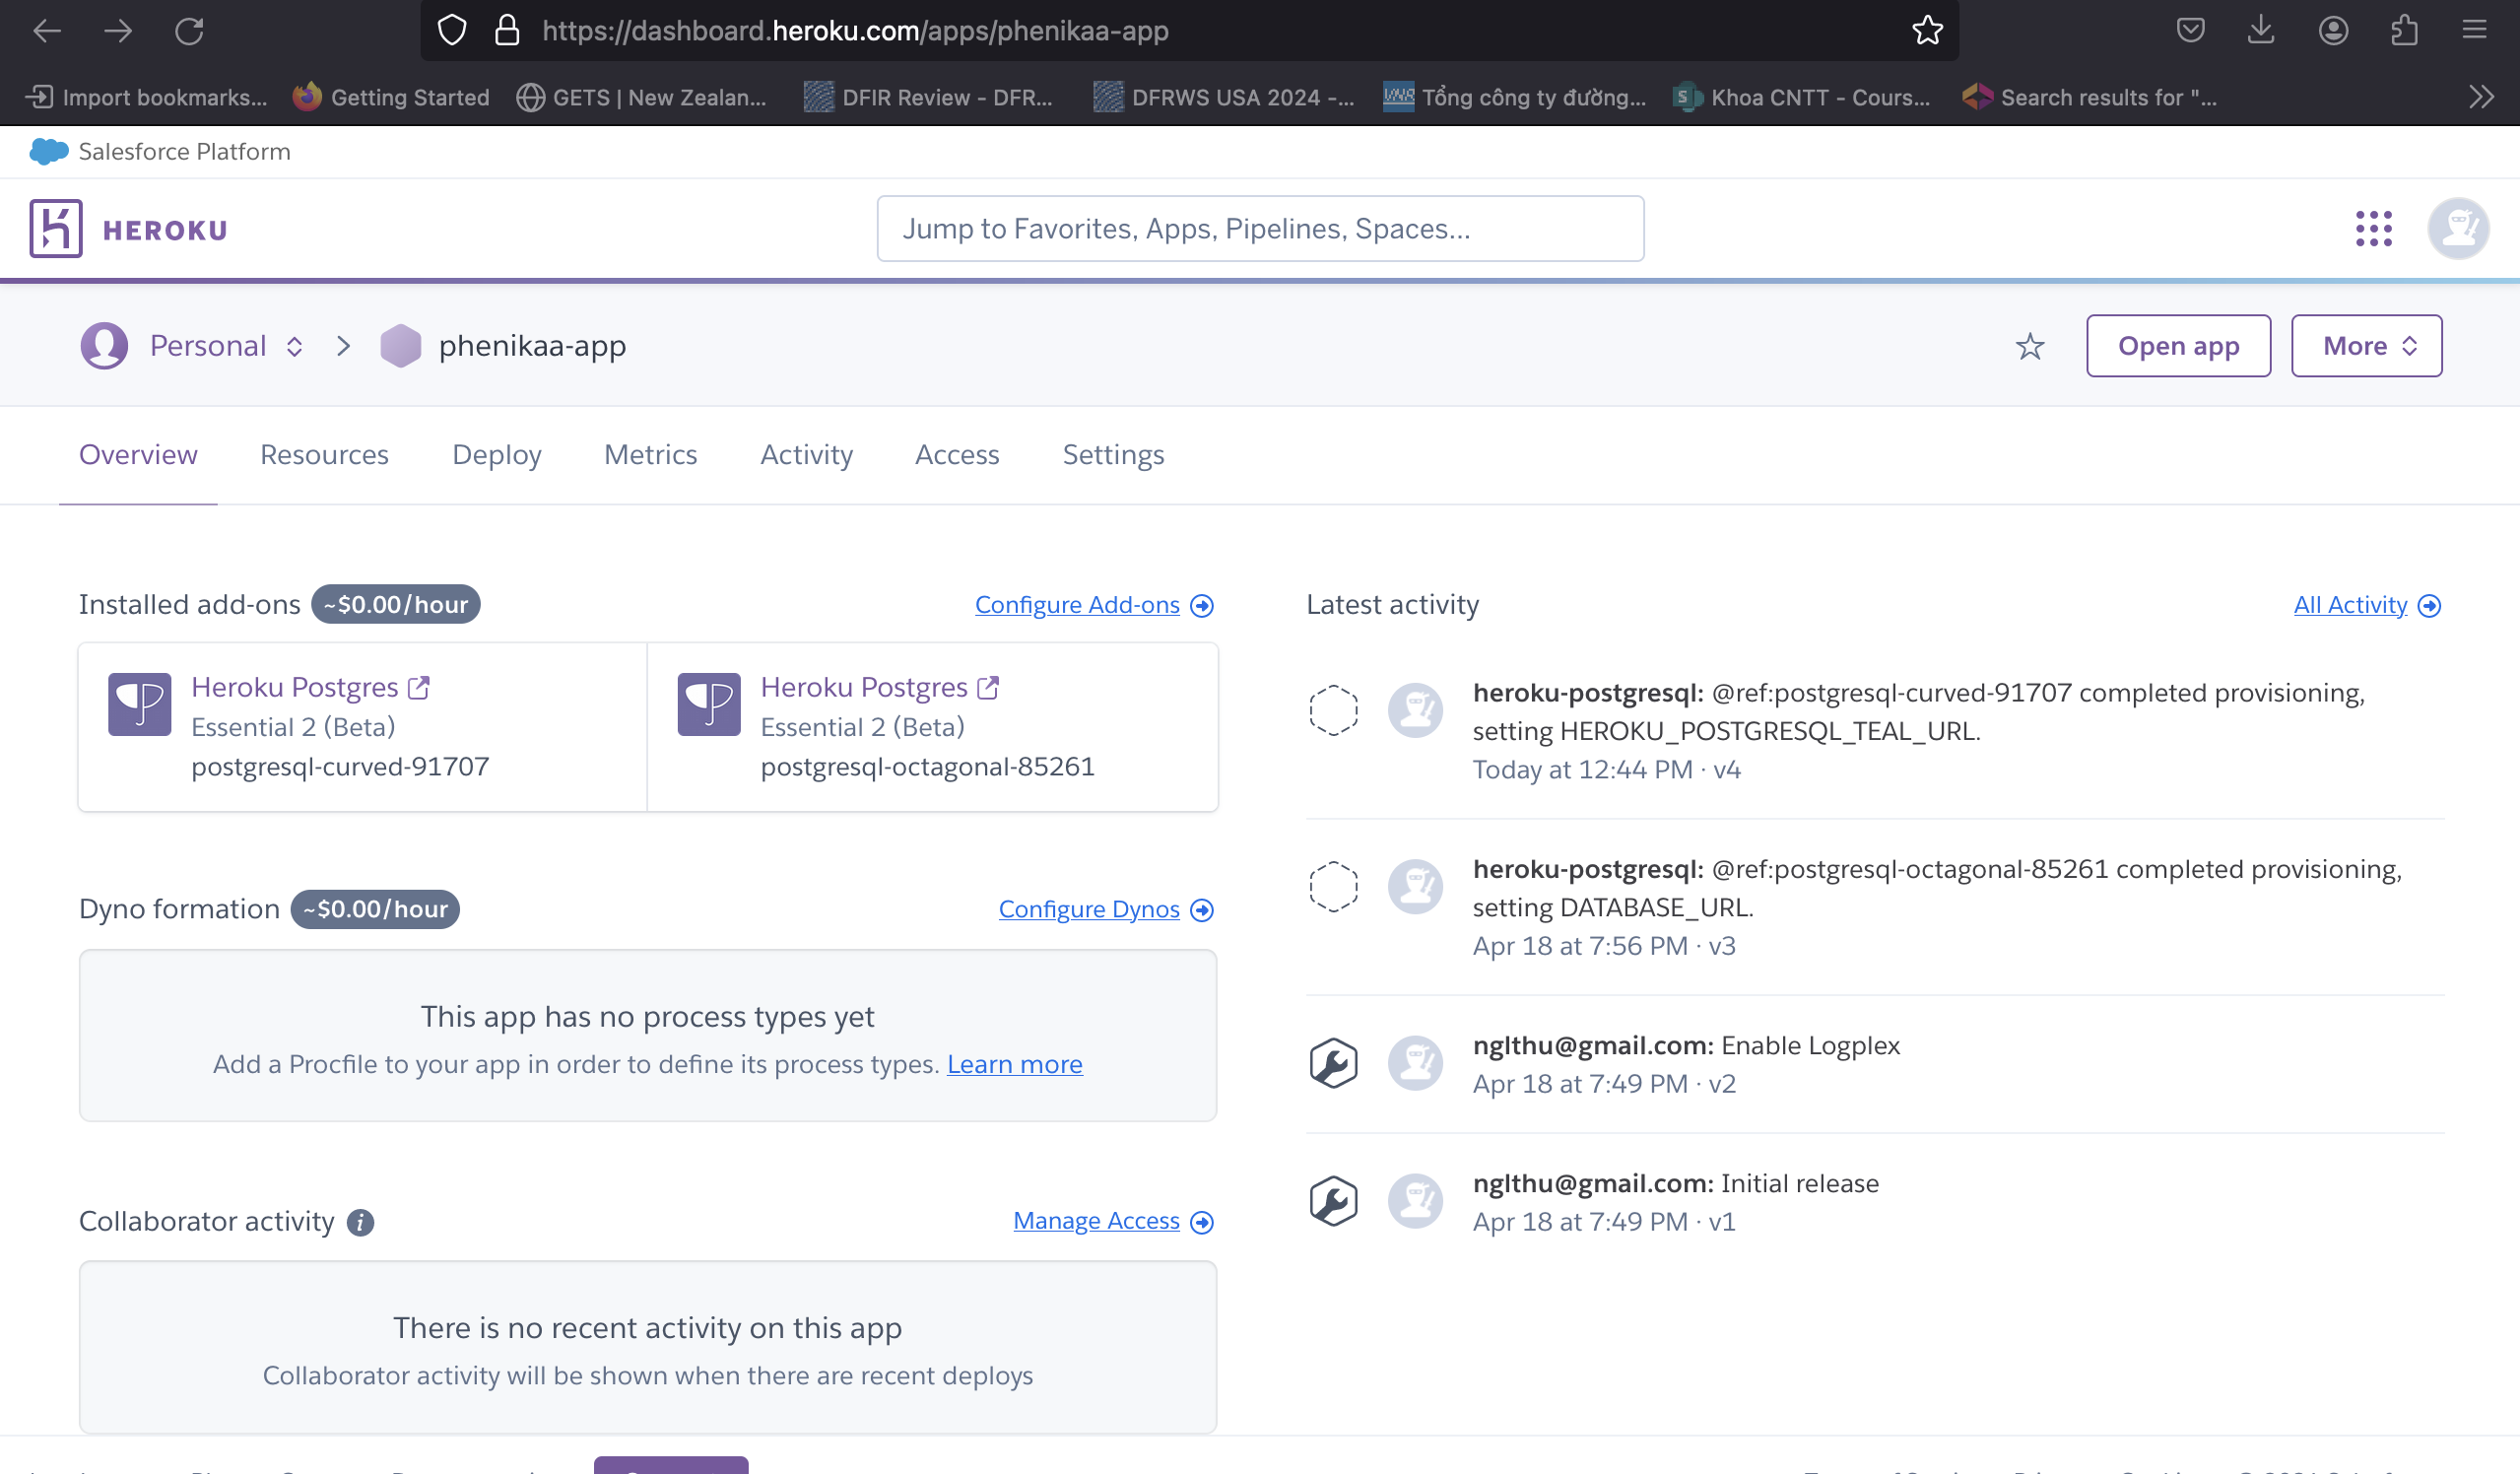 https://dashboard.heroku.com/apps/phenikaa-app
Import bookmarks...
Getting Started
GETS | New Zealan...
DFIR Review - DFR...
DFRWS USA 2024 -...
Tổng công ty đường...
Khoa CNTT - Cours...
Search results for "...
Salesforce Platform
HEROKU
Jump to Favorites, Apps, Pipelines, Spaces...
Personal
phenikaa-app
Open app
More
Overview
Resources
Deploy
Metrics
Activity
Access
Settings
Installed add-ons ~$0.00/hour
Configure Add-ons
Heroku Postgres
Essential 2 (Beta)
postgresql-curved-91707
Heroku Postgres
Essential 2 (Beta)
postgresql-octagonal-85261
Dyno formation ~$0.00/hour
Configure Dynos
This app has no process types yet
Add a Procfile to your app in order to define its process types. Learn more
Collaborator activity
Manage Access
There is no recent activity on this app
Collaborator activity will be shown when there are recent deploys
Latest activity
All Activity
heroku-postgresql: @ref:postgresql-curved-91707 completed provisioning,
setting HEROKU_POSTGRESQL_TEAL_URL.
Today at 12:44 PM · v4
heroku-postgresql: @ref:postgresql-octagonal-85261 completed provisioning,
setting DATABASE_URL.
Apr 18 at 7:56 PM · v3
nglthu@gmail.com: Enable Logplex
Apr 18 at 7:49 PM · v2
nglthu@gmail.com: Initial release
Apr 18 at 7:49 PM · v1